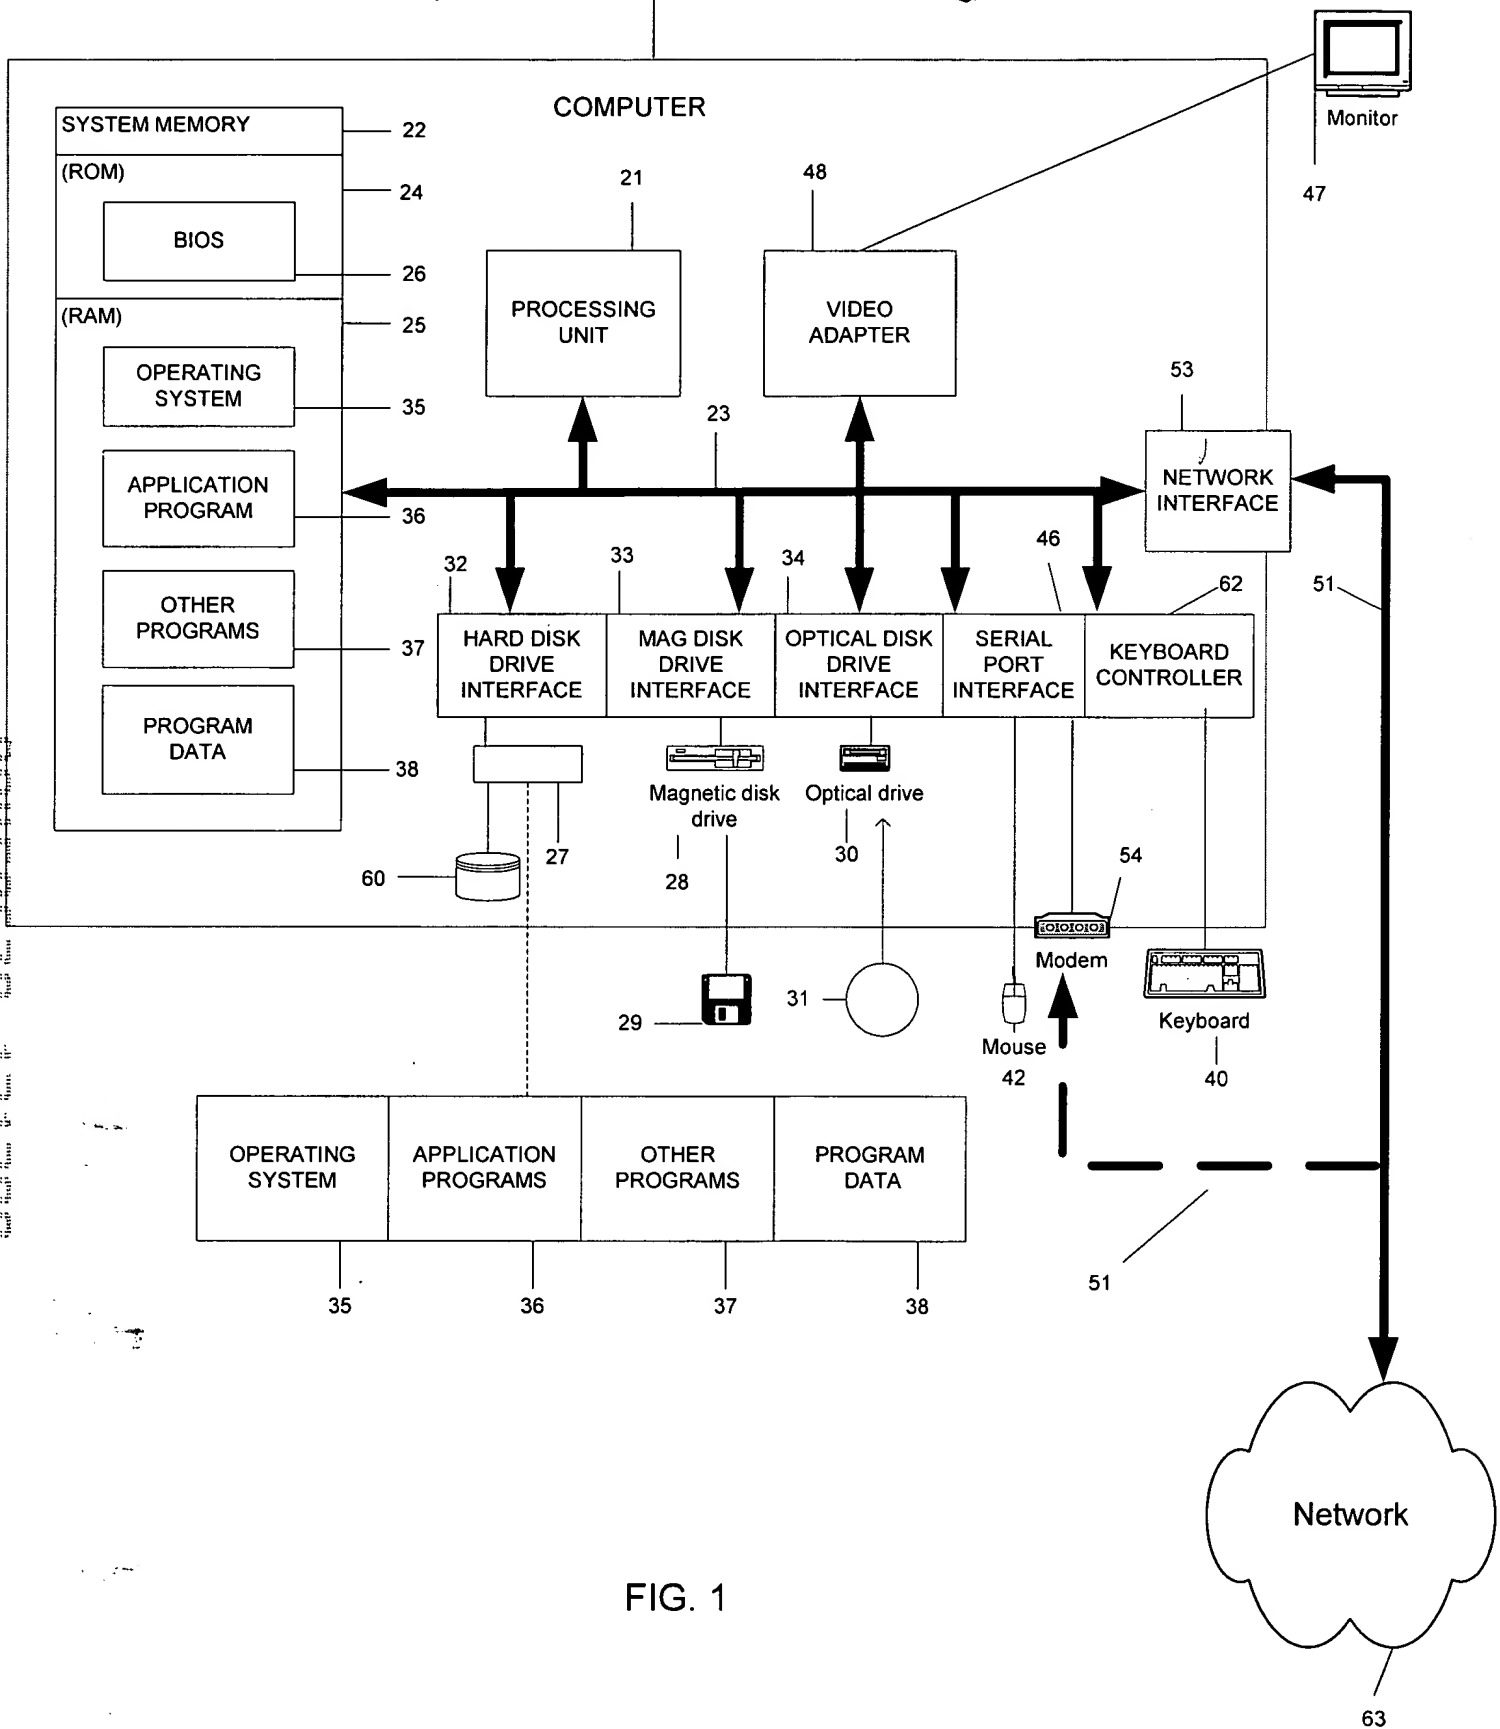 COMPUTER
Monitor
47
SYSTEM MEMORY
22
(ROM)
24
BIOS
26
(RAM)
25
OPERATING
SYSTEM
35
APPLICATION
PROGRAM
36
OTHER
PROGRAMS
37
PROGRAM
DATA
38
21
PROCESSING
UNIT
48
VIDEO
ADAPTER
23
53
NETWORK
INTERFACE
51
32
HARD DISK
DRIVE
INTERFACE
33
MAG DISK
DRIVE
INTERFACE
34
OPTICAL DISK
DRIVE
INTERFACE
46
SERIAL
PORT
INTERFACE
62
KEYBOARD
CONTROLLER
27
60
Magnetic disk
drive
28
Optical drive
30
54
Modem
29
31
Mouse
42
Keyboard
40
OPERATING
SYSTEM
35
APPLICATION
PROGRAMS
36
OTHER
PROGRAMS
37
PROGRAM
DATA
38
51
Network
63
FIG. 1